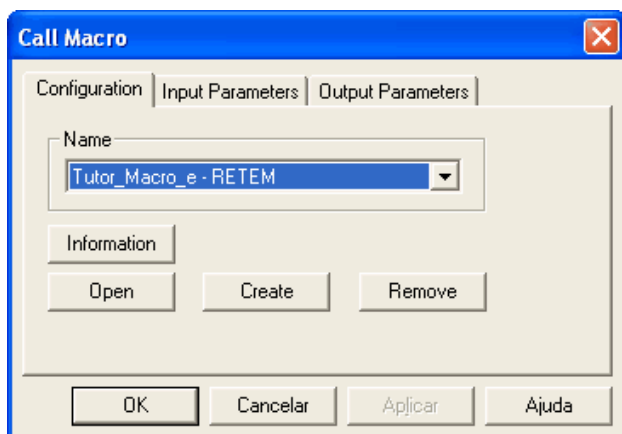 Call Macro
Configuration Input Parameters Output Parameters
Name
Tutor_Macro_e - RETEM
Information
Open Create Remove
OK Cancelar Aplicar Ajuda